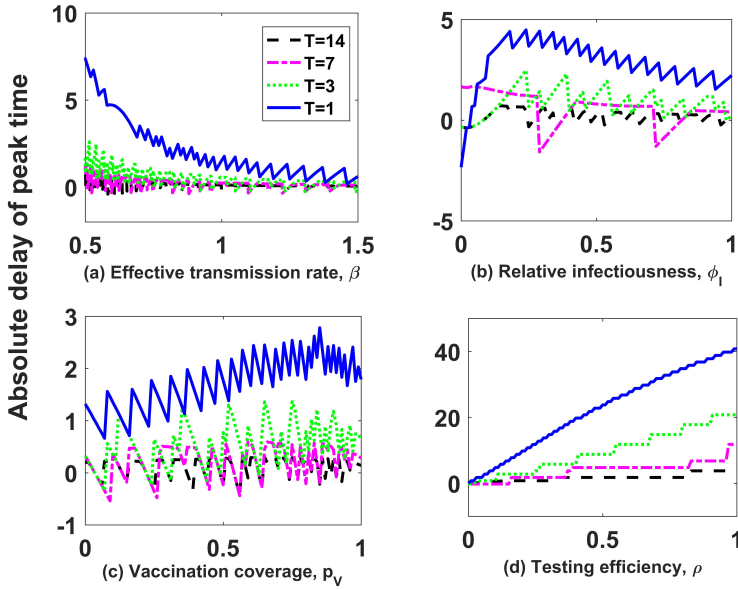 Absolute delay of peak time
10
5
0
0.5
1
1.5
T=14
T=7
T=3
T=1
(a) Effective transmission rate, β
5
0
-5
0
0.5
1
(b) Relative infectiousness, ϕI
3
2
1
0
-1
0
0.5
1
(c) Vaccination coverage, pV
40
20
0
0
0.5
1
(d) Testing efficiency, ρ